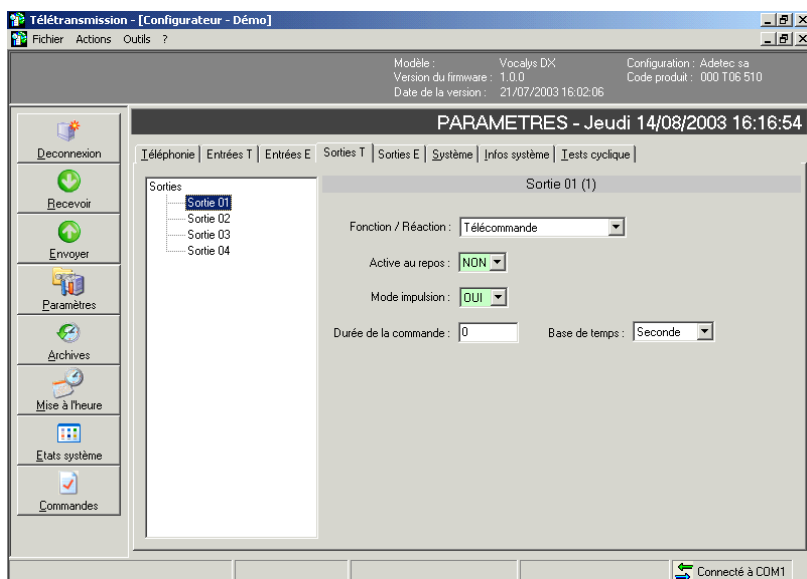 Télétransmission - [Configurateur - Démo]
Fichier Actions Outils ?
Modèle : Vocalys DX Configuration : Adetec sa
Version du firmware : 1.0.0 Code produit : 000 T06 510
Date de la version : 21/07/2003 16:02:06
PARAMETRES - Jeudi 14/08/2003 16:16:54
Deconnexion
Recevoir
Envoyer
Paramètres
Archives
Mise à l'heure
Etats système
Commandes
Téléphonie Entrées T Entrées E Sorties T Sorties E Système Infos système Tests cyclique
Sorties
Sortie 01
Sortie 02
Sortie 03
Sortie 04
Sortie 01 (1)
Fonction / Réaction : Télécommande
Active au repos : NON
Mode impulsion : OUI
Durée de la commande : 0 Base de temps : Seconde
Connecté à COM1